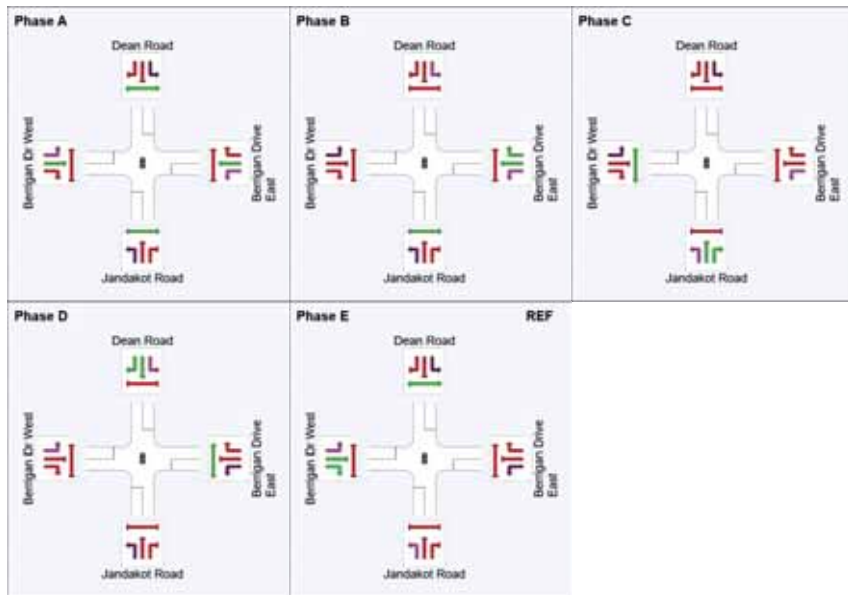 Phase A
Dean Road
Berrigan Dr West
Berrigan Drive
East
Jandakot Road
Phase B
Dean Road
Berrigan Dr West
Berrigan Drive
East
Jandakot Road
Phase C
Dean Road
Berrigan Dr West
Berrigan Drive
East
Jandakot Road
Phase D
Dean Road
Berrigan Dr West
Berrigan Drive
East
Jandakot Road
Phase E
REF
Dean Road
Berrigan Dr West
Berrigan Drive
East
Jandakot Road